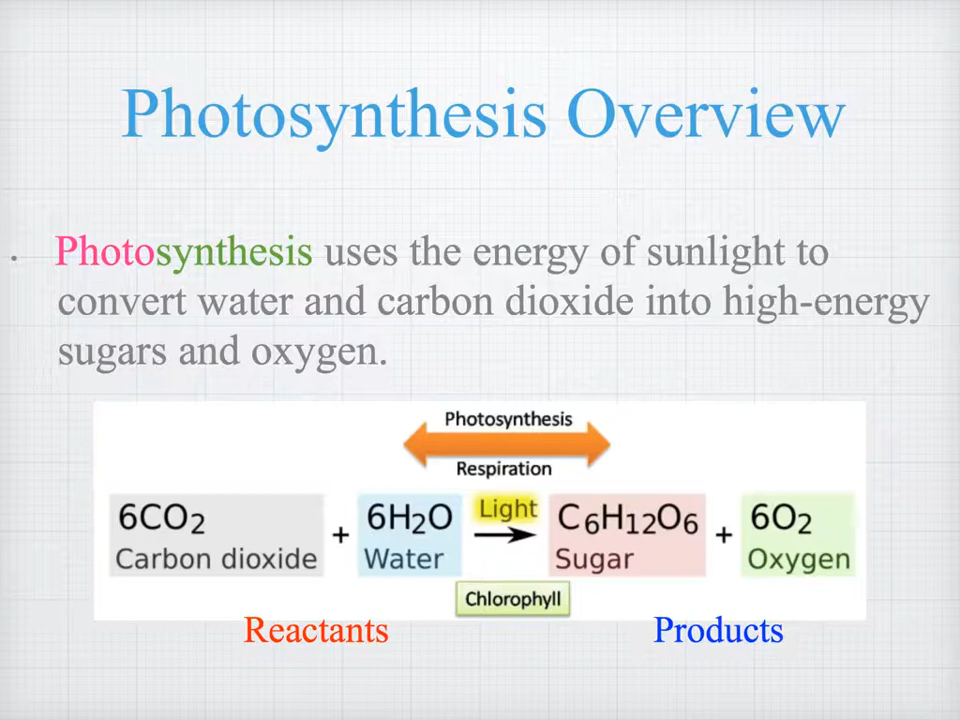 Photosynthesis Overview
· Photosynthesis uses the energy of sunlight to
convert water and carbon dioxide into high-energy
sugars and oxygen.
Photosynthesis
Respiration
6CO₂ + 6H₂O Light C₆H₁₂O₆ + 6O₂
Carbon dioxide Water → Sugar Oxygen
Chlorophyll
Reactants Products